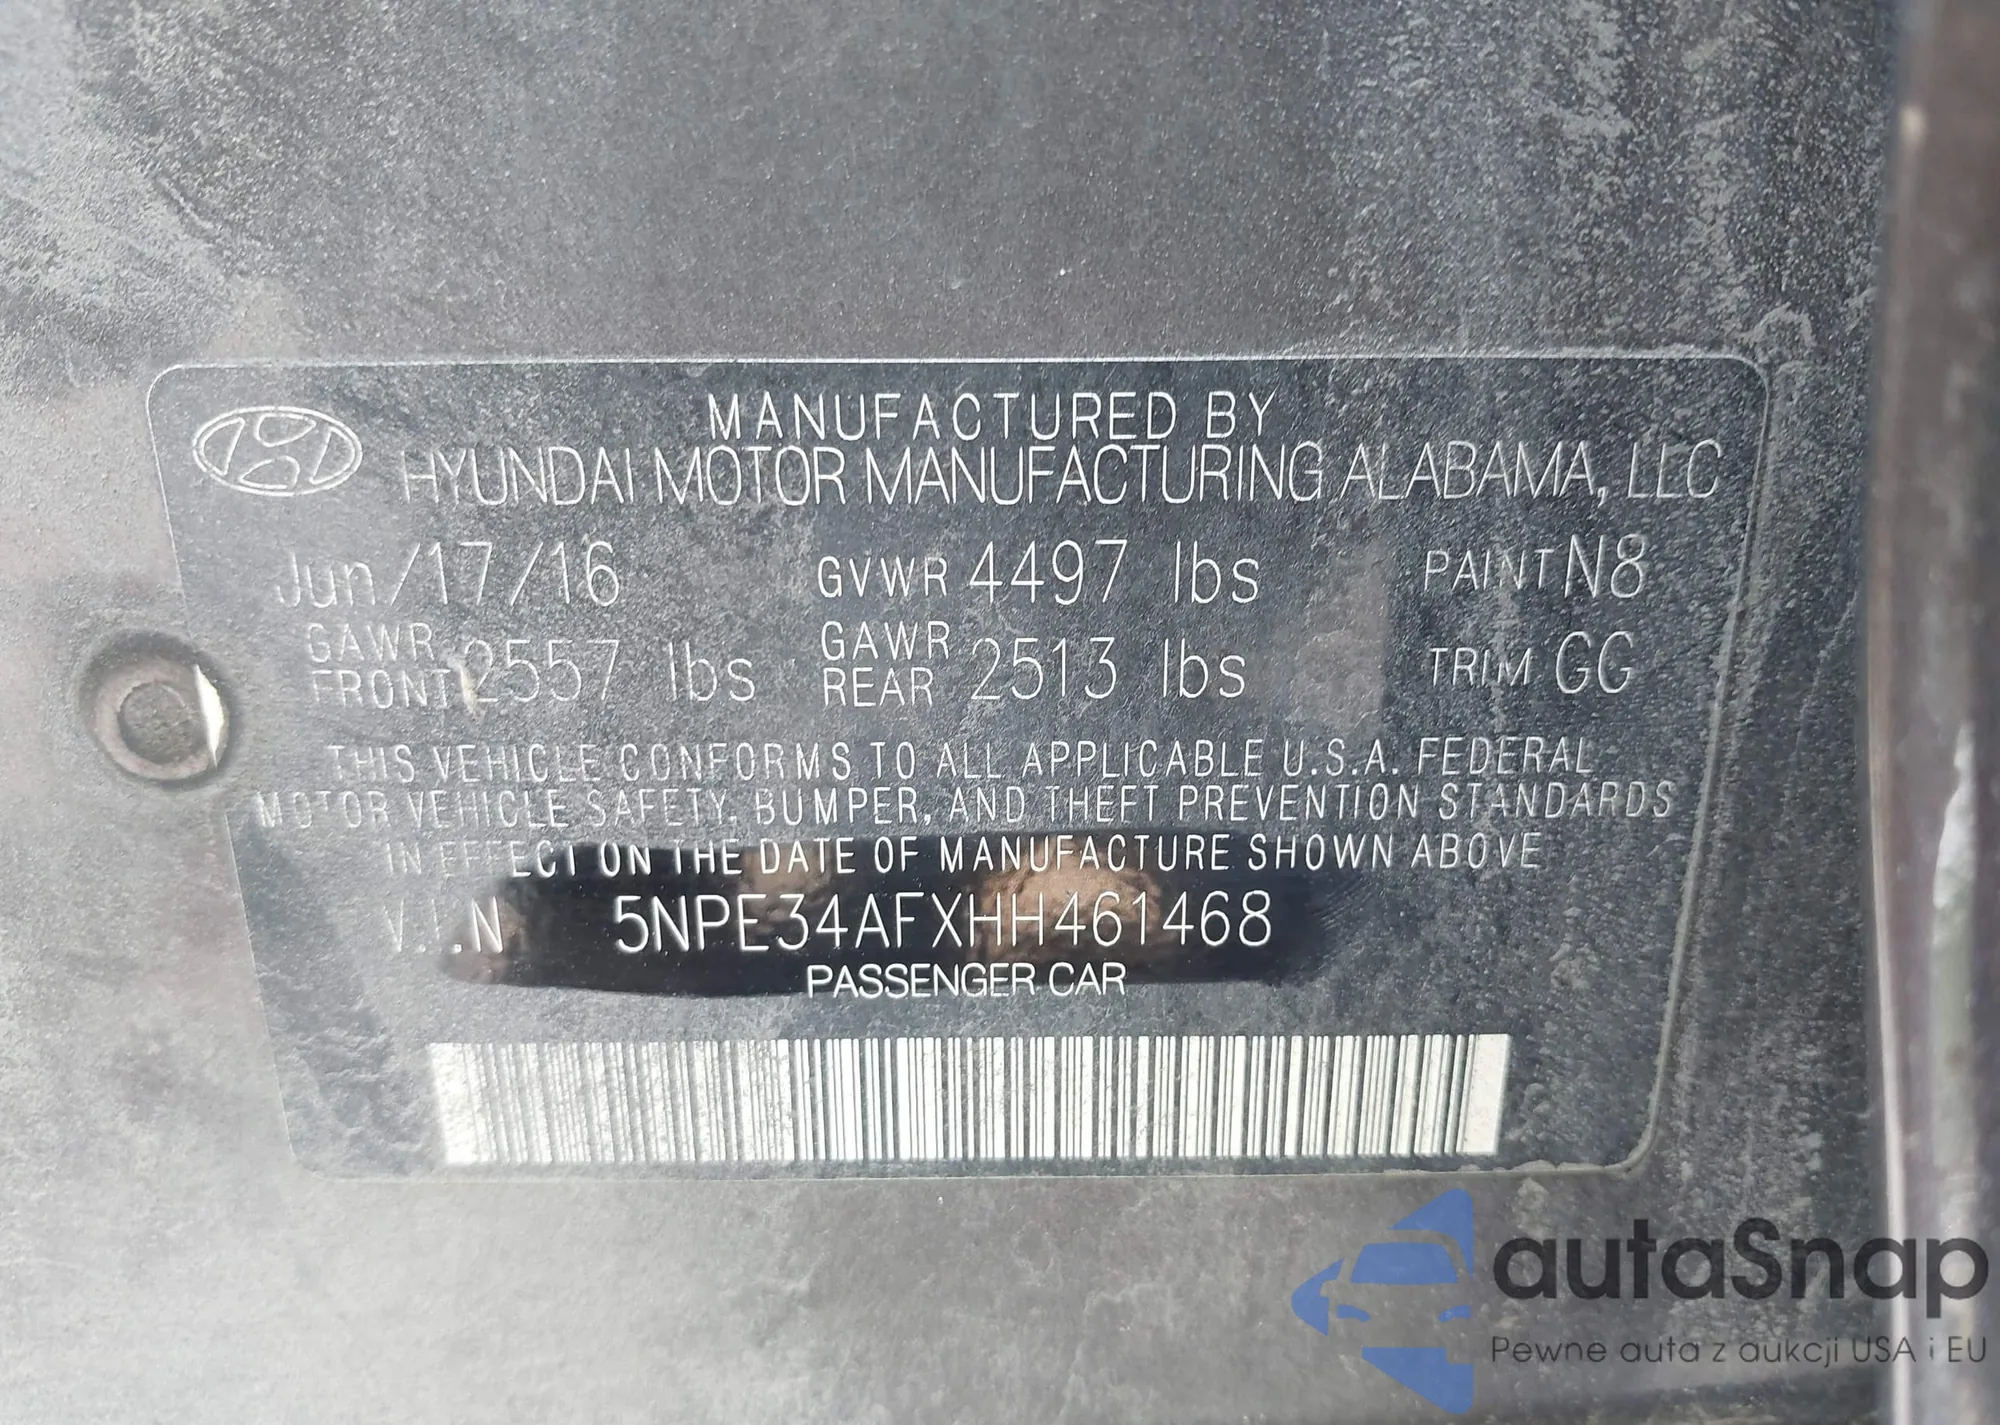 MANUFACTURED BY
HYUNDAI MOTOR MANUFACTURING ALABAMA, LLC
Jun/17/16 GVWR 4497 lbs PAINT N8
GAWR FRONT 2557 lbs GAWR REAR 2513 lbs TRIM GG
THIS VEHICLE CONFORMS TO ALL APPLICABLE U.S.A. FEDERAL
MOTOR VEHICLE SAFETY, BUMPER, AND THEFT PREVENTION STANDARDS
IN EFFECT ON THE DATE OF MANUFACTURE SHOWN ABOVE
V.I.N 5NPE34AFXHH461468
PASSENGER CAR
autaSnap
Pewne auta z aukcji USA i EU